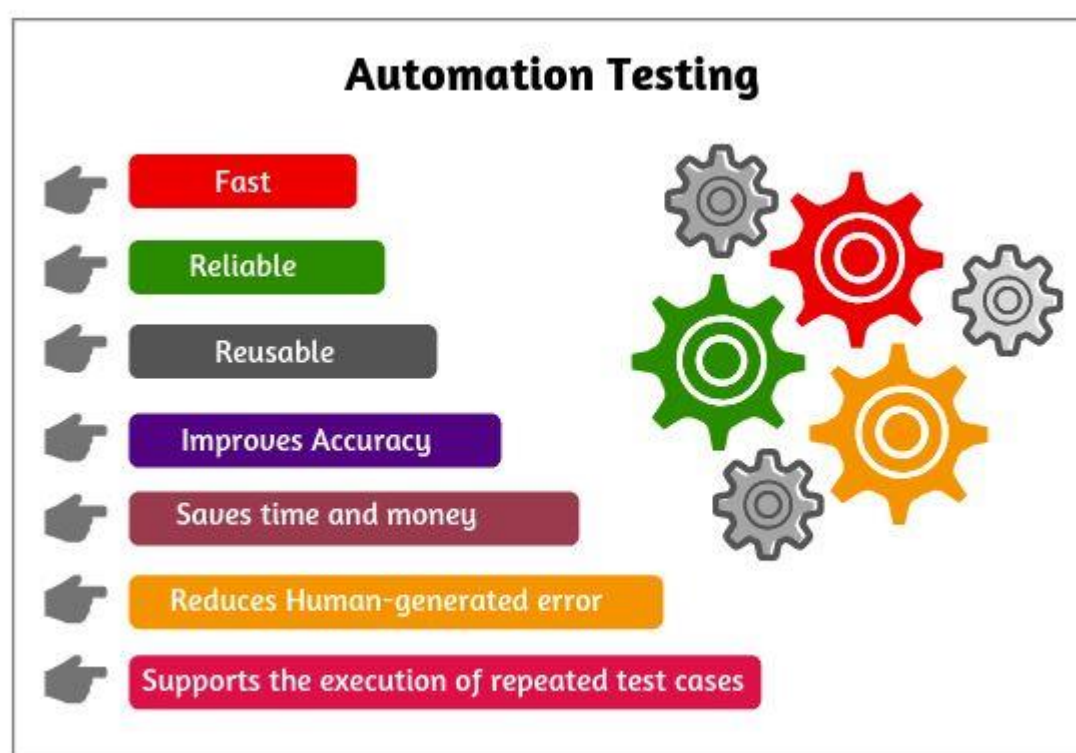 Automation Testing
Fast
Reliable
Reusable
Improves Accuracy
Saves time and money
Reduces Human-generated error
Supports the execution of repeated test cases